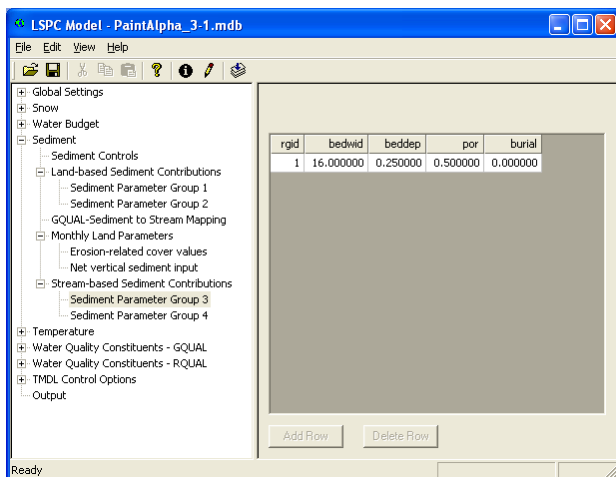 LSPC Model - PaintAlpha_3-1.mdb
File Edit View Help
Global Settings
Snow
Water Budget
Sediment
Sediment Controls
Land-based Sediment Contributions
Sediment Parameter Group 1
Sediment Parameter Group 2
GQUAL-Sediment to Stream Mapping
Monthly Land Parameters
Erosion-related cover values
Net vertical sediment input
Stream-based Sediment Contributions
Sediment Parameter Group 3
Sediment Parameter Group 4
Temperature
Water Quality Constituents - GQUAL
Water Quality Constituents - RQUAL
TMDL Control Options
Output
rgid bedwid beddep por burial
1 16.000000 0.250000 0.500000 0.000000
Add Row Delete Row
Ready